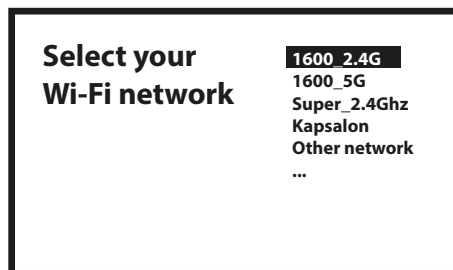 Select your
Wi-Fi network
1600_2.4G
1600_5G
Super_2.4Ghz
Kapsalon
Other network
...